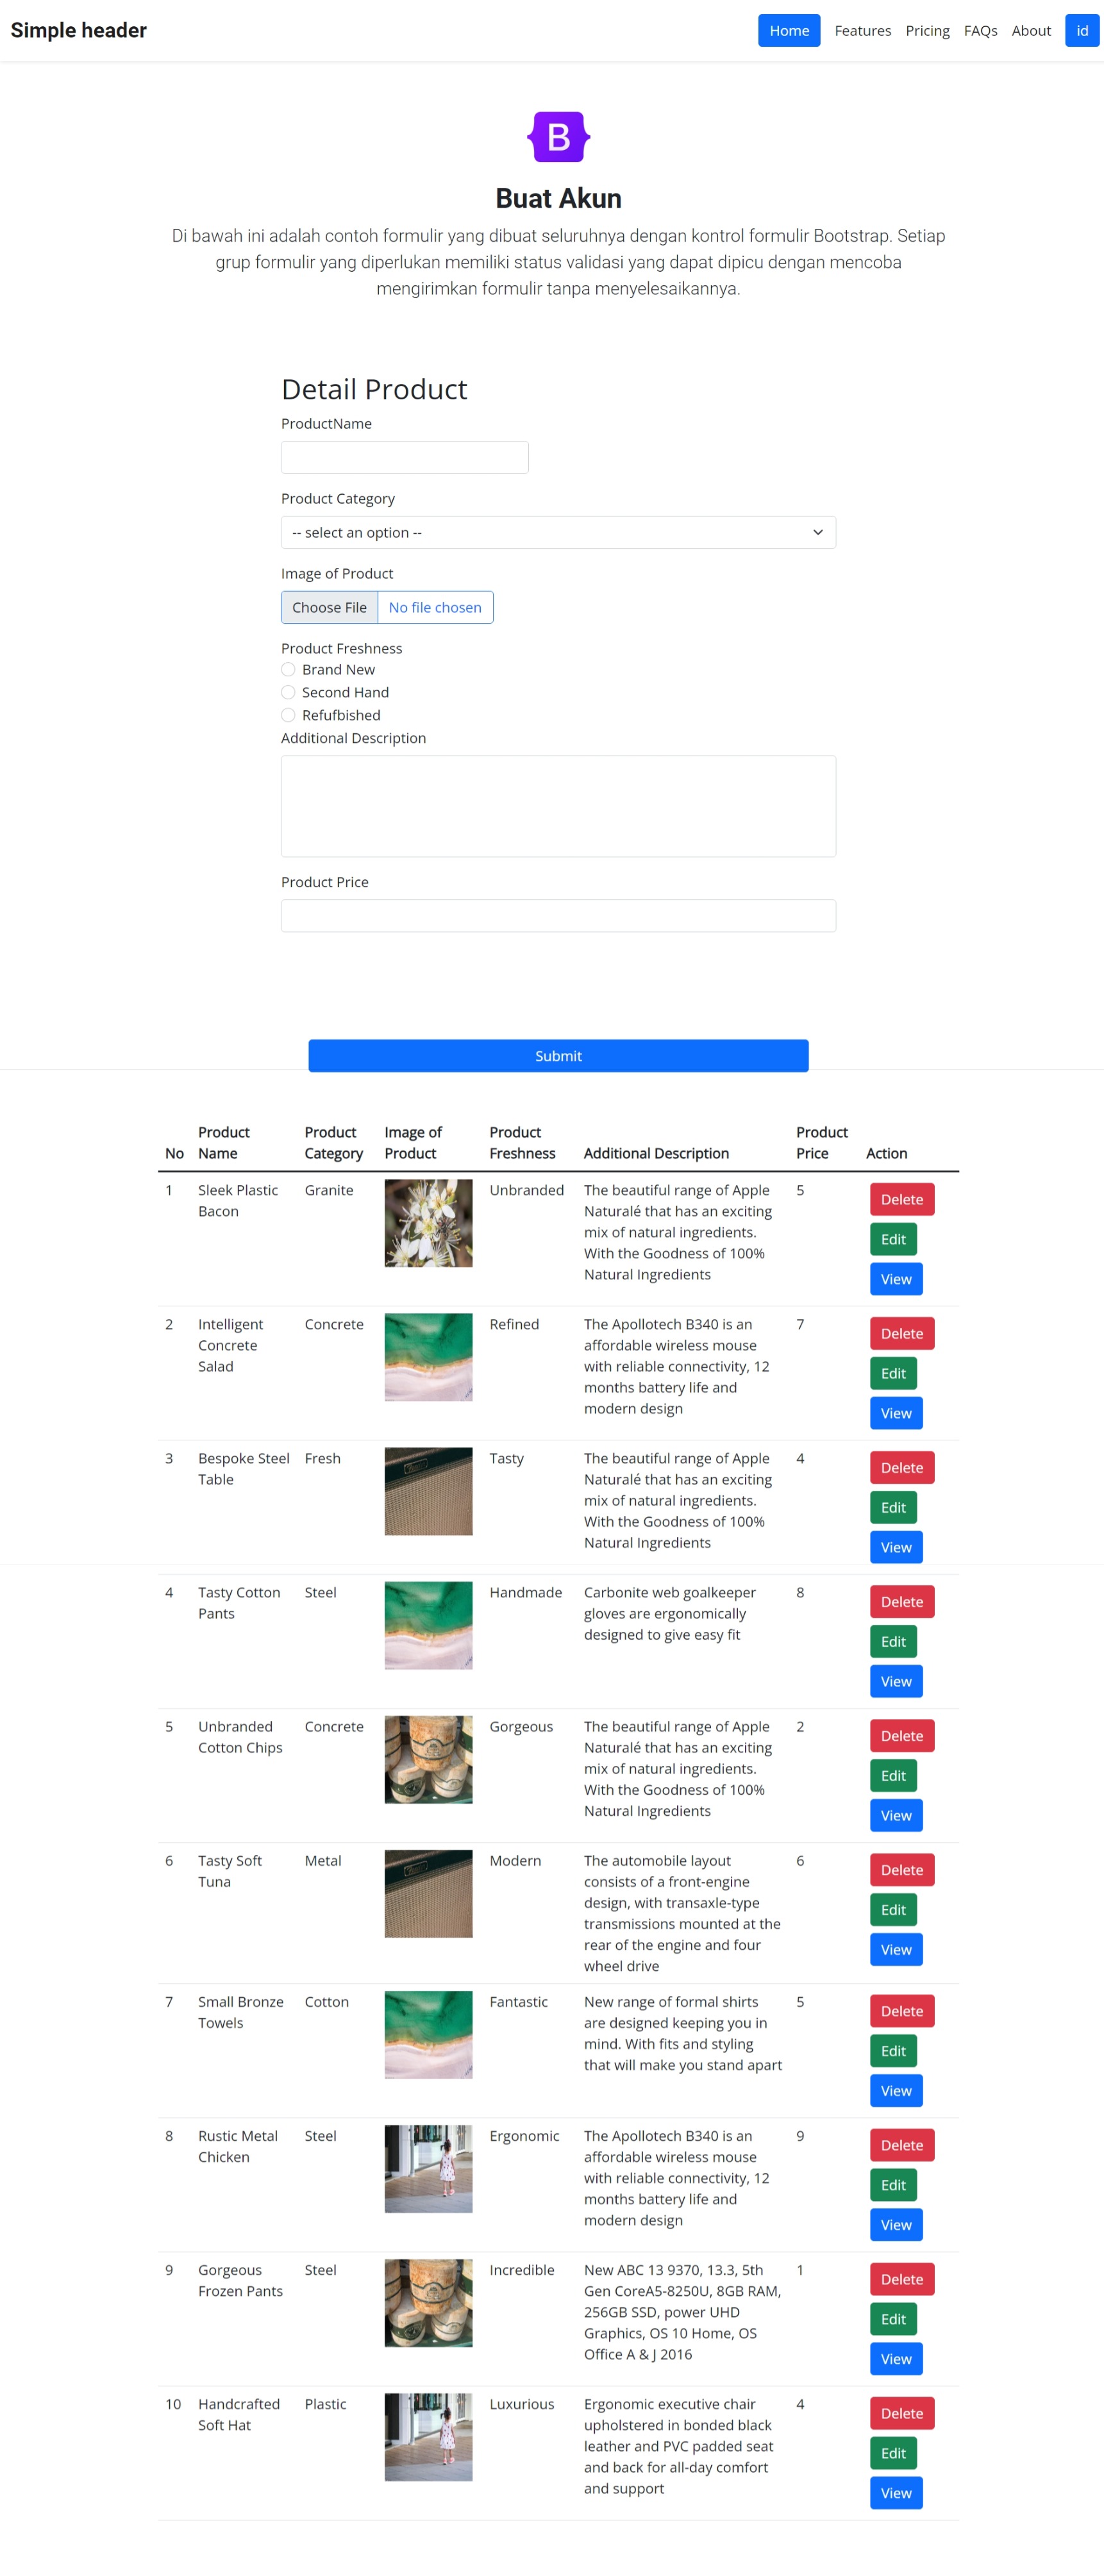 Simple header
Home Features Pricing FAQs About id
B
Buat Akun
Di bawah ini adalah contoh formulir yang dibuat seluruhnya dengan kontrol formulir Bootstrap. Setiap
grup formulir yang diperlukan memiliki status validasi yang dapat dipicu dengan mencoba
mengirimkan formulir tanpa menyelesaikannya.
Detail Product
ProductName
Product Category
-- select an option --
Image of Product
Choose File No file chosen
Product Freshness
Brand New
Second Hand
Refufbished
Additional Description
Product Price
Submit
No Product Name Product Category Image of Product Product Freshness Additional Description Product Price Action
1 Sleek Plastic Bacon Granite Unbranded The beautiful range of Apple Naturalé that has an exciting mix of natural ingredients. With the Goodness of 100% Natural Ingredients 5 Delete Edit View
2 Intelligent Concrete Salad Concrete Refined The Apollotech B340 is an affordable wireless mouse with reliable connectivity, 12 months battery life and modern design 7 Delete Edit View
3 Bespoke Steel Table Fresh Tasty The beautiful range of Apple Naturalé that has an exciting mix of natural ingredients. With the Goodness of 100% Natural Ingredients 4 Delete Edit View
4 Tasty Cotton Pants Steel Handmade Carbonite web goalkeeper gloves are ergonomically designed to give easy fit 8 Delete Edit View
5 Unbranded Cotton Chips Concrete Gorgeous The beautiful range of Apple Naturalé that has an exciting mix of natural ingredients. With the Goodness of 100% Natural Ingredients 2 Delete Edit View
6 Tasty Soft Tuna Metal Modern The automobile layout consists of a front-engine design, with transaxle-type transmissions mounted at the rear of the engine and four wheel drive 6 Delete Edit View
7 Small Bronze Towels Cotton Fantastic New range of formal shirts are designed keeping you in mind. With fits and styling that will make you stand apart 5 Delete Edit View
8 Rustic Metal Chicken Steel Ergonomic The Apollotech B340 is an affordable wireless mouse with reliable connectivity, 12 months battery life and modern design 9 Delete Edit View
9 Gorgeous Frozen Pants Steel Incredible New ABC 13 9370, 13.3, 5th Gen CoreA5-8250U, 8GB RAM, 256GB SSD, power UHD Graphics, OS 10 Home, OS Office A & J 2016 1 Delete Edit View
10 Handcrafted Soft Hat Plastic Luxurious Ergonomic executive chair upholstered in bonded black leather and PVC padded seat and back for all-day comfort and support 4 Delete Edit View